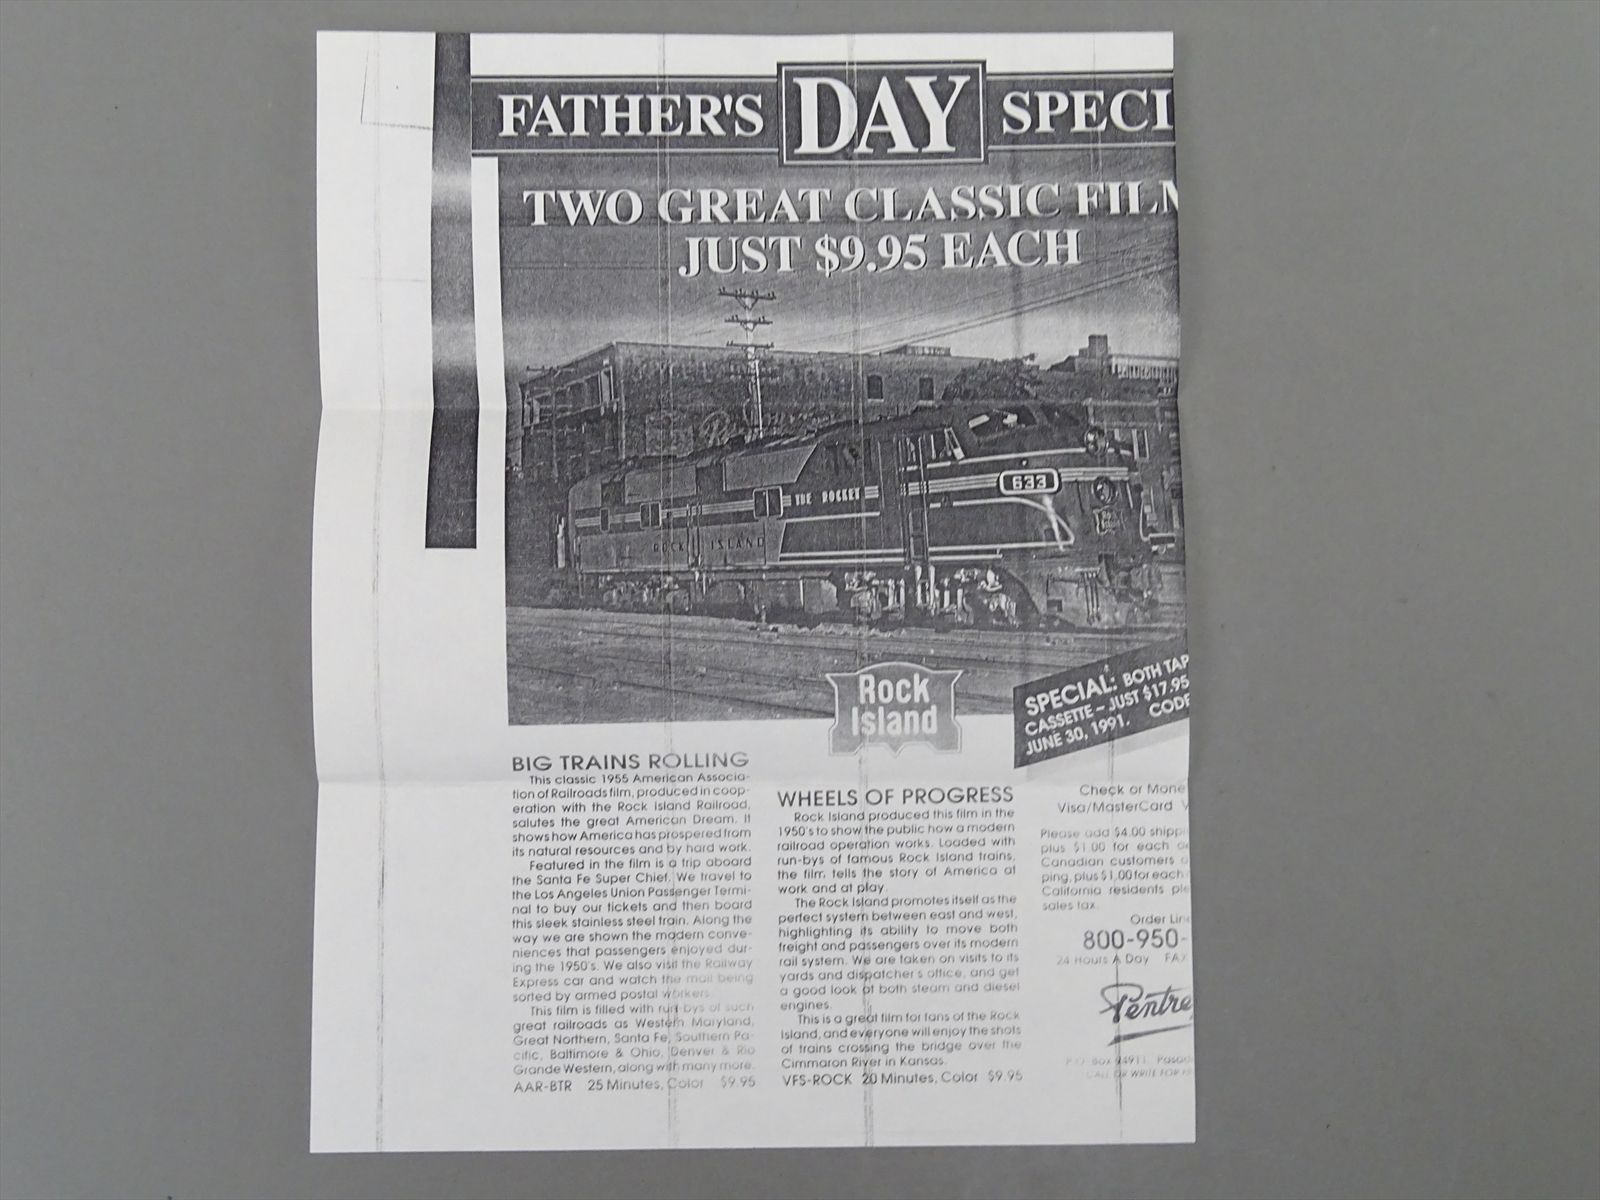 FATHER'S DAY SPECI
TWO GREAT CLASSIC FILM
JUST $9.95 EACH
THE ROCKET
633
ROCK ISLAND
Rock
Island
Rock
Island
SPECIAL: BOTH TAP
CASSETTE – JUST $17.95
JUNE 30, 1991. CODE
BIG TRAINS ROLLING
This classic 1955 American Associa-
tion of Railroads film, produced in coop-
eration with the Rock Island Railroad,
salutes the great American Dream. It
shows how America has prospered from
its natural resources and by hard work.
Featured in the film is a trip aboard
the Santa Fe Super Chief. We travel to
the Los Angeles Union Passenger Termi-
nal to buy our tickets and then board
this sleek stainless steel train. Along the
way we are shown the modern conve-
niences that passengers enjoyed dur-
ing the 1950's. We also visit the Railway
Express car and watch the mail being
sorted by armed postal workers.
This film is filled with run-bys of such
great railroads as Western Maryland,
Great Northern, Santa Fe, Southern Pa-
cific, Baltimore & Ohio, Denver & Rio
Grande Western, along with many more.
AAR-BTR 25 Minutes, Color $9.95
WHEELS OF PROGRESS
Rock Island produced this film in the
1950's to show the public how a modern
railroad operation works. Loaded with
run-bys of famous Rock Island trains,
the film tells the story of America at
work and at play.
The Rock Island promotes itself as the
perfect system between east and west,
highlighting its ability to move both
freight and passengers over its modern
rail system. We are taken on visits to its
yards and dispatcher's office, and get
a good look at both steam and diesel
engines.
This is a great film for fans of the Rock
Island, and everyone will enjoy the shots
of trains crossing the bridge over the
Cimmaron River in Kansas.
VFS-ROCK 20 Minutes, Color $9.95
Check or Mone
Visa/MasterCard
Please add $4.00 shippi
plus $1.00 for each
Canadian customers
ping, plus $1.00 for each
California residents ple
sales tax.
Order Line
800-950-
24 Hours A Day FAX
Pentre
P.O. Box 94911, Pasad
CALL OR WRITE FOR